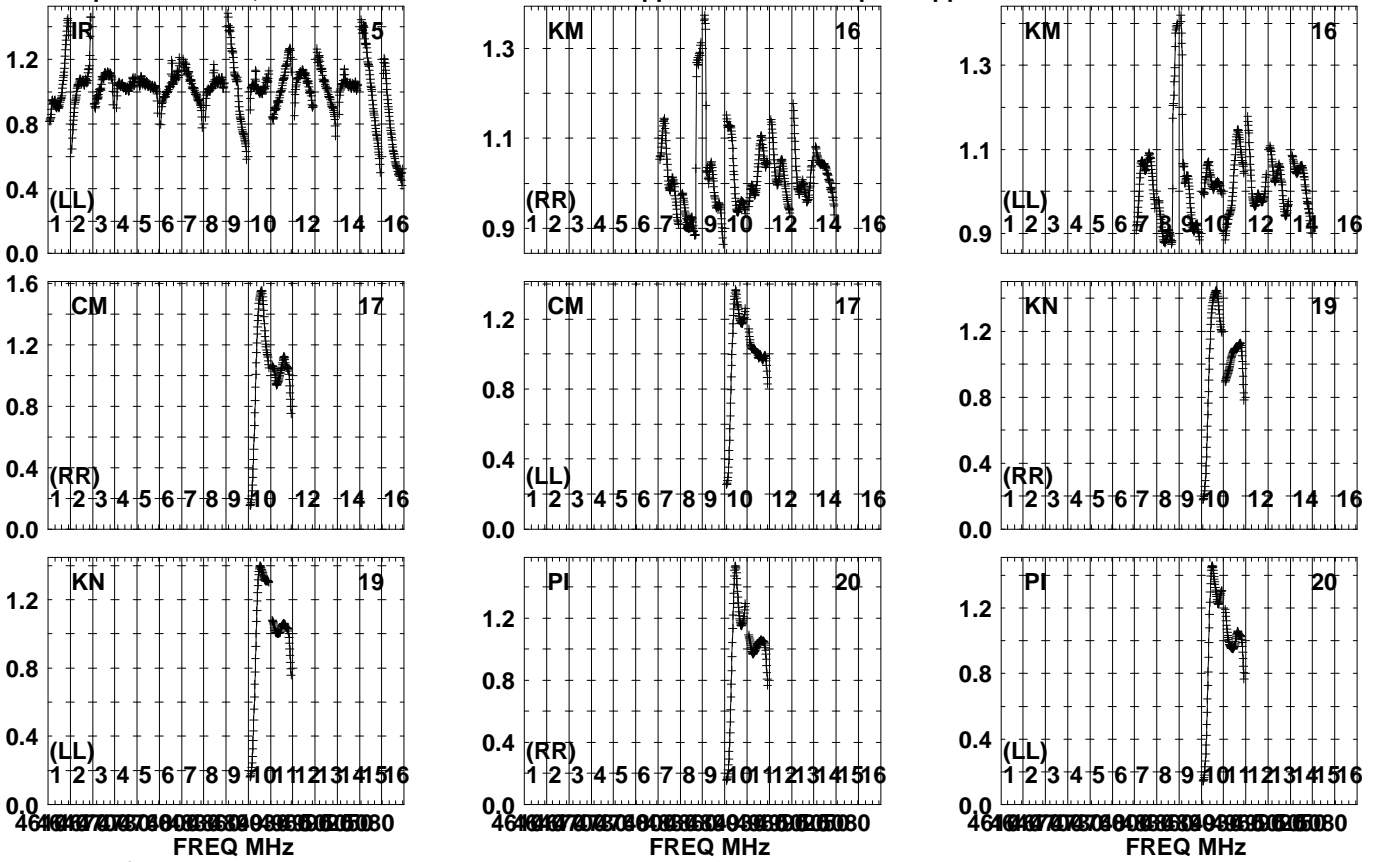 IR 5
1.2
0.8
0.4
0.0
(LL)
1 2 3 4 5 6 7 8 9 10 12 14 16
KM 16
1.3
1.1
0.9
(RR)
1 2 3 4 5 6 7 8 9 10 12 14 16
KM 16
1.3
1.1
0.9
(LL)
1 2 3 4 5 6 7 8 9 10 12 14 16
CM 17
1.6
1.2
0.8
0.4
0.0
(RR)
1 2 3 4 5 6 7 8 9 10 12 14 16
CM 17
1.2
0.8
0.4
0.0
(LL)
1 2 3 4 5 6 7 8 9 10 12 14 16
KN 19
1.2
0.8
0.4
0.0
(RR)
1 2 3 4 5 6 7 8 9 10 12 14 16
KN 19
1.2
0.8
0.4
0.0
(LL)
1 2 3 4 5 6 7 8 9 10 11 12 14 15 16
FREQ MHz
PI 20
1.2
0.8
0.4
0.0
(RR)
1 2 3 4 5 6 7 8 9 10 11 12 13 14 15 16
FREQ MHz
PI 20
1.2
0.8
0.4
0.0
(LL)
1 2 3 4 5 6 7 8 9 10 11 12 13 14 15 16
FREQ MHz